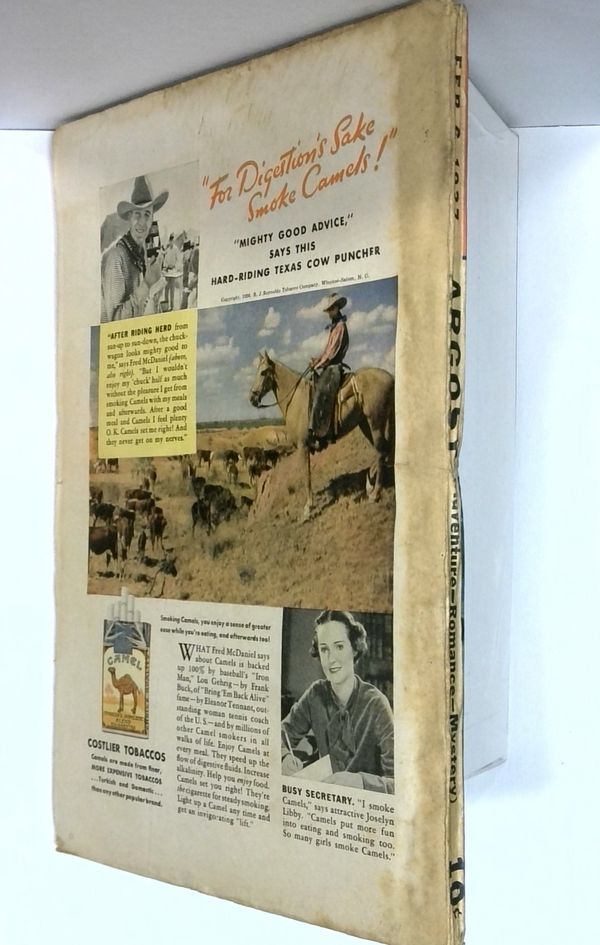 "For Digestion's Sake
Smoke Camels!"
"MIGHTY GOOD ADVICE,"
SAYS THIS
HARD-RIDING TEXAS COW PUNCHER
Copyright, 1936, R. J. Reynolds Tobacco Company, Winston-Salem, N. C.
"AFTER RIDING HERD from
sun-up to sun-down, the chuck-
wagon looks mighty good to
me," says Fred McDaniel (above,
also right). "But I wouldn't
enjoy my 'chuck' half as much
without the pleasure I get from
smoking Camels with my meals
and afterwards. After a good
meal and Camels I feel plenty
O. K. Camels set me right! And
they never get on my nerves."
CAMEL
COSTLIER TOBACCOS
Camels are made from finer,
MORE EXPENSIVE TOBACCOS
...Turkish and Domestic...
than any other popular brand.
Smoking Camels, you enjoy a sense of greater
ease while you're eating, and afterwards too!
WHAT Fred McDaniel says
about Camels is backed
up 100% by baseball's "Iron
Man," Lou Gehrig—by Frank
Buck, of "Bring 'Em Back Alive"
fame—by Eleanor Tennant, out-
standing woman tennis coach
of the U.S.—and by millions of
other Camel smokers in all
walks of life. Enjoy Camels at
every meal. They speed up the
flow of digestive fluids. Increase
alkalinity. Help you enjoy food.
Camels set you right! They're
the cigarette for steady smoking.
Light up a Camel any time and
get an invigorating "lift."
BUSY SECRETARY. "I smoke
Camels," says attractive Joselyn
Libby. "Camels put more fun
into eating and smoking too.
So many girls smoke Camels."
FEB. 6 1937
ARGOSY
Adventure—Romance—Mystery)
10¢